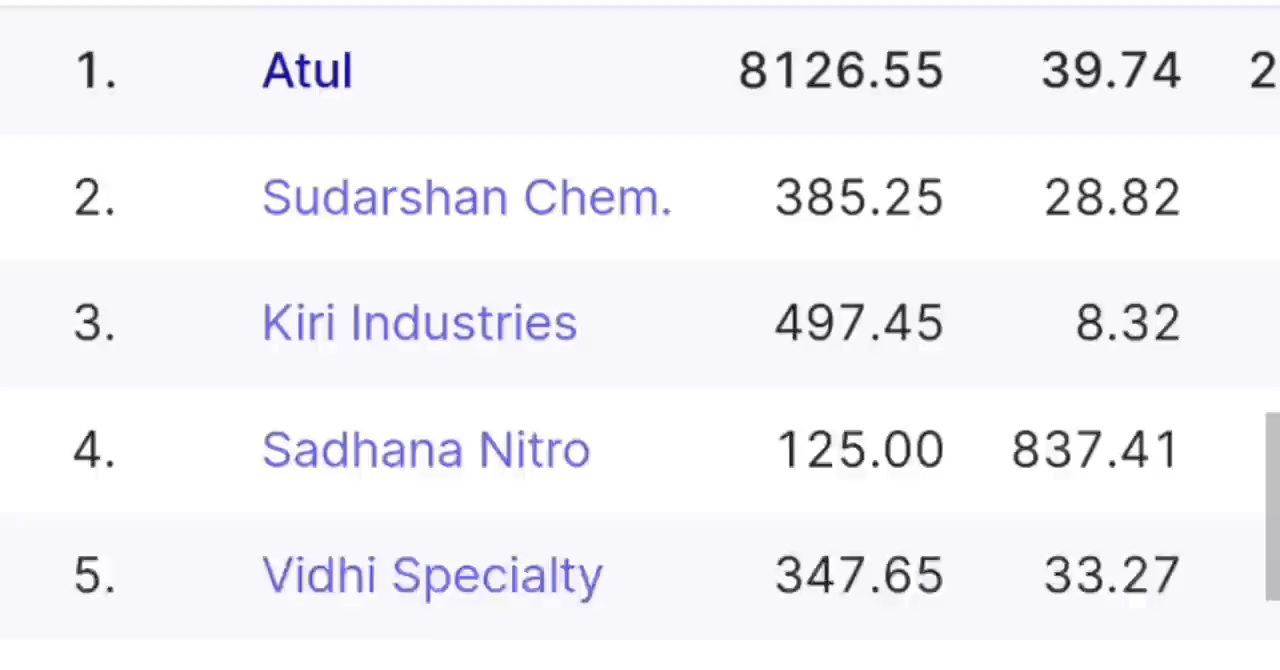 1. Atul 8126.55 39.74 2
2. Sudarshan Chem. 385.25 28.82
3. Kiri Industries 497.45 8.32
4. Sadhana Nitro 125.00 837.41
5. Vidhi Specialty 347.65 33.27